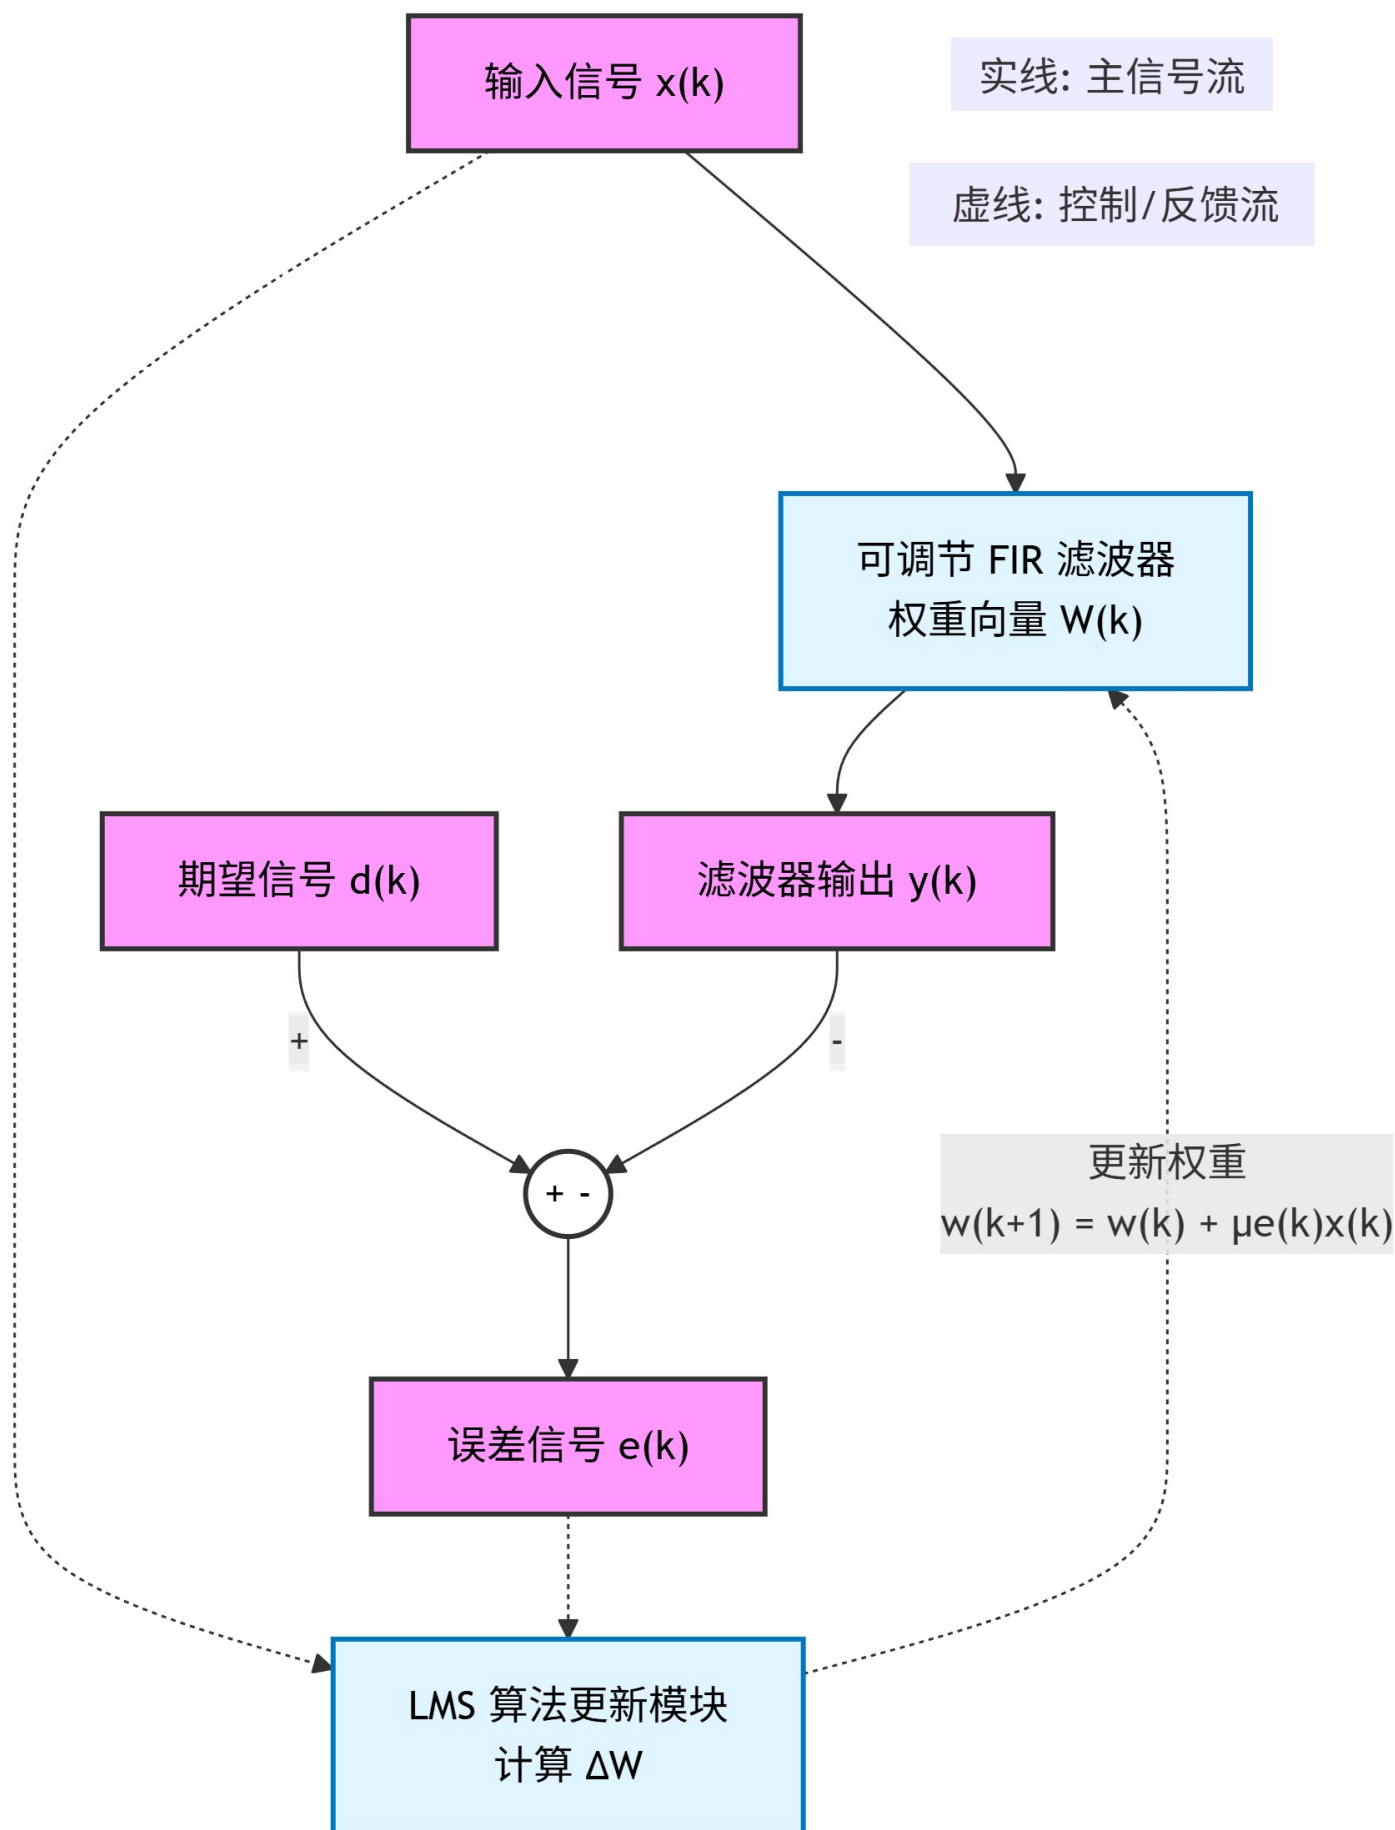 输入信号 x(k)
实线: 主信号流
虚线: 控制/反馈流
可调节 FIR 滤波器
权重向量 W(k)
期望信号 d(k)
滤波器输出 y(k)
+
-
+ -
更新权重
w(k+1) = w(k) + μe(k)x(k)
误差信号 e(k)
LMS 算法更新模块
计算 ΔW